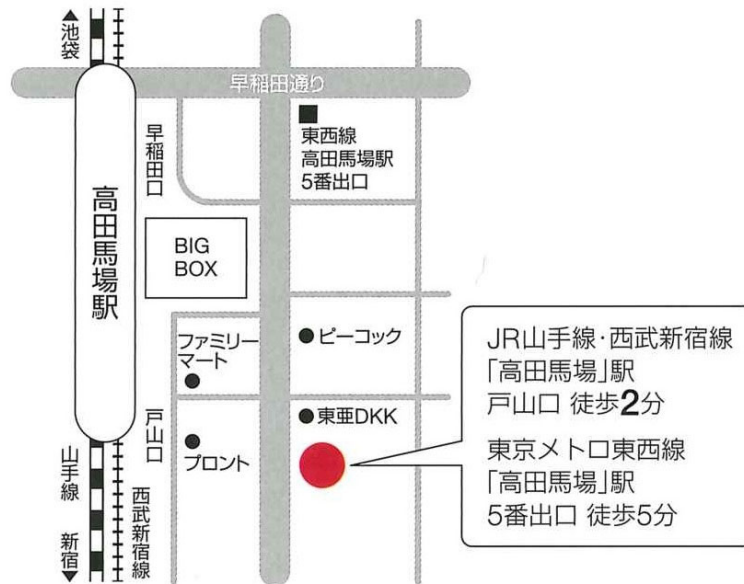 ▲池袋
早稲田通り
早稲田口
東西線
高田馬場駅
5番出口
高田馬場駅
BIG
BOX
ファミリー
マート
ピーコック
東亜DKK
プロント
戸山口
山手線
西武新宿線
新宿▼
JR山手線・西武新宿線
「高田馬場」駅
戸山口 徒歩2分
東京メトロ東西線
「高田馬場」駅
5番出口 徒歩5分